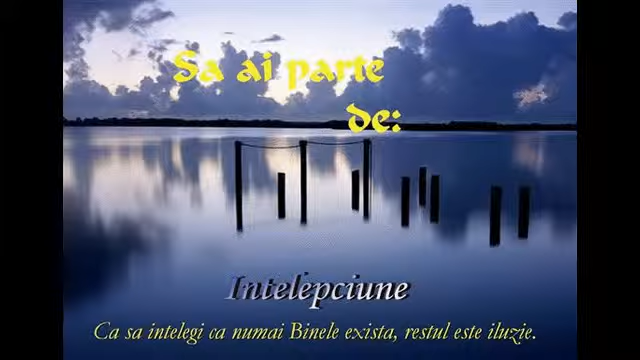 Sa ai parte
de:
Intelepciune
Ca sa intelegi ca numai Binele exista, restul este iluzie.